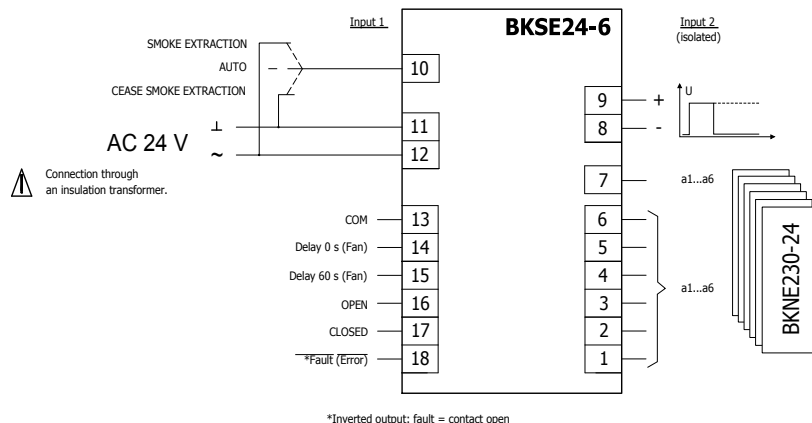 Input 1
BKSE24-6
Input 2
(isolated)
SMOKE EXTRACTION
AUTO
CEASE SMOKE EXTRACTION
10
9
+
U
8
-
11
⊥
AC 24 V
12
~
Connection through
an insulation transformer.
7
a1...a6
COM
13
6
Delay 0 s (Fan)
14
5
Delay 60 s (Fan)
15
4
a1...a6
OPEN
16
3
CLOSED
17
2
*Fault (Error)
18
1
BKNE230-24
*Inverted output: fault = contact open